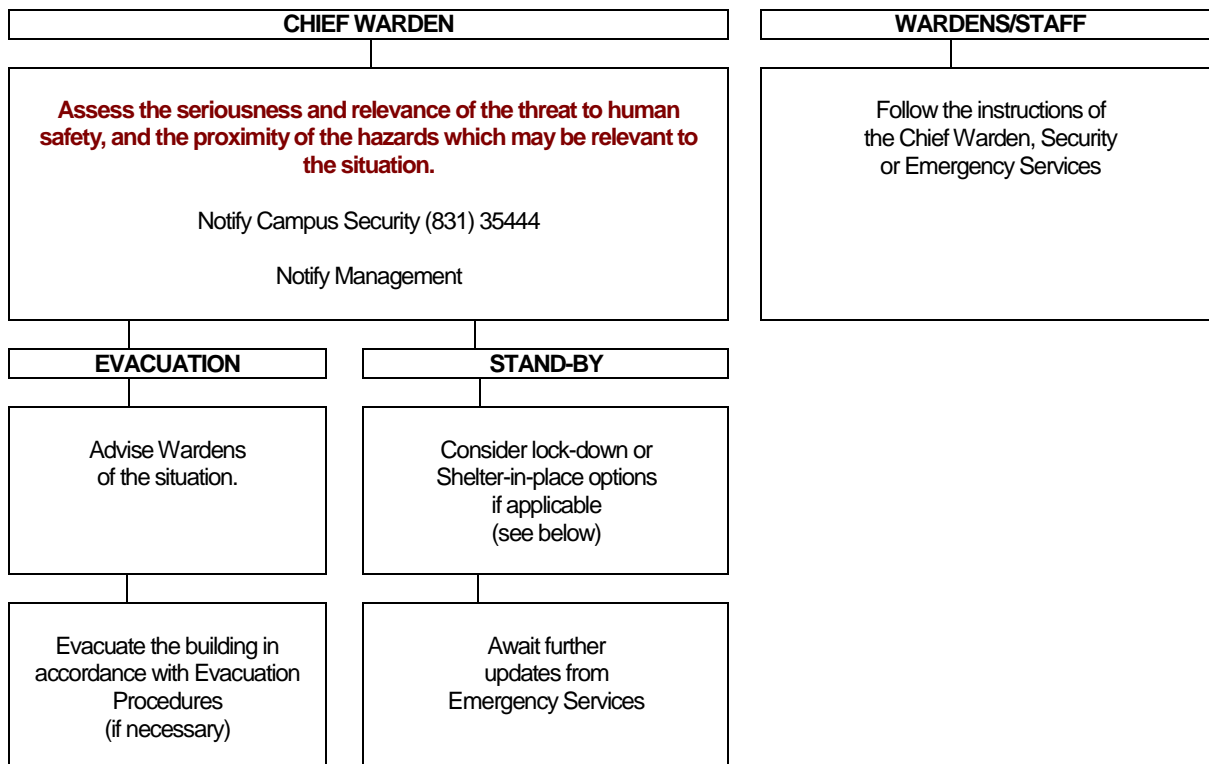 CHIEF WARDEN
Assess the seriousness and relevance of the threat to human
safety, and the proximity of the hazards which may be relevant to
the situation.
Notify Campus Security (831) 35444
Notify Management
WARDENS/STAFF
Follow the instructions of
the Chief Warden, Security
or Emergency Services
EVACUATION
Advise Wardens
of the situation.
Evacuate the building in
accordance with Evacuation
Procedures
(if necessary)
STAND-BY
Consider lock-down or
Shelter-in-place options
if applicable
(see below)
Await further
updates from
Emergency Services